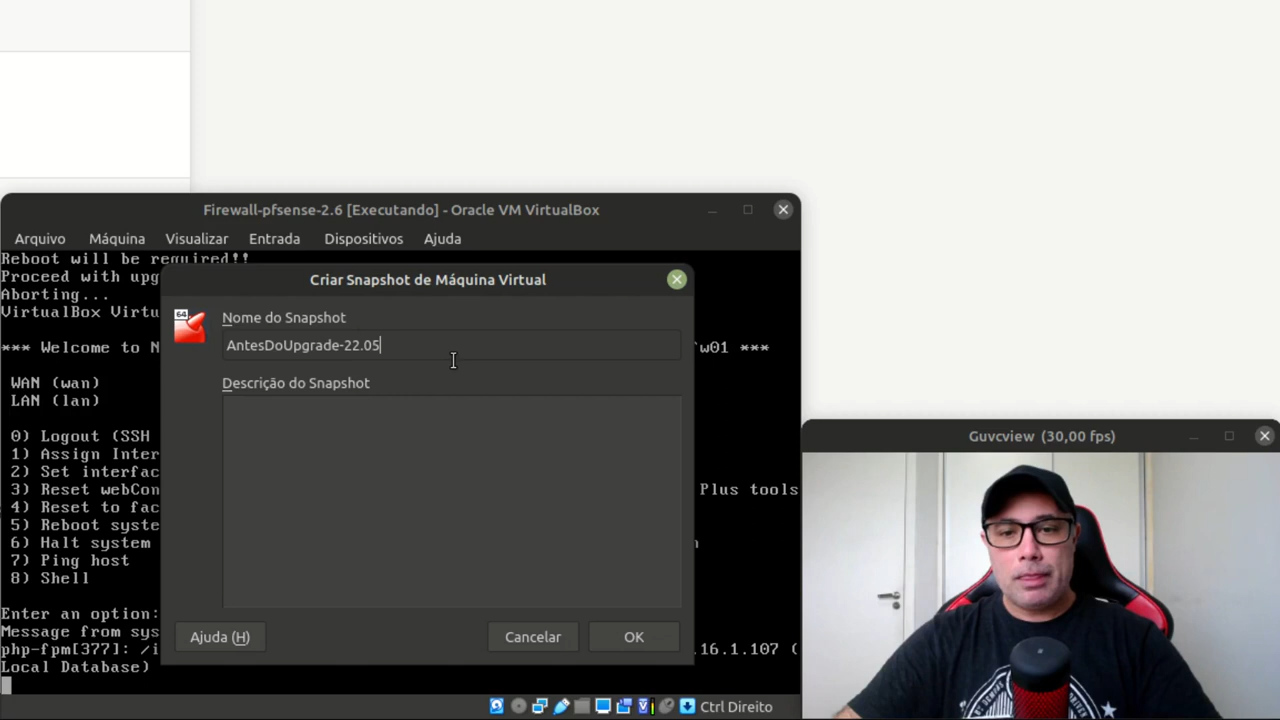 Firewall-pfsense-2.6 [Executando] - Oracle VM VirtualBox
Arquivo Máquina Visualizar Entrada Dispositivos Ajuda
Reboot will be required!!
Proceed with upg
Aborting...
VirtualBox Virtu
*** Welcome to N
w01 ***
WAN (wan)
LAN (lan)
0) Logout (SSH
1) Assign Inter
2) Set interfac
3) Reset webCon
Plus tools
4) Reset to fac
5) Reboot syste
6) Halt system
7) Ping host
8) Shell
Enter an option:
Message from sys
php-fpm[377]: /i
.16.1.107 (
Local Database)
Criar Snapshot de Máquina Virtual
64
Nome do Snapshot
AntesDoUpgrade-22.05
Descrição do Snapshot
Ajuda (H) Cancelar OK
Ctrl Direito
Guvcview (30,00 fps)